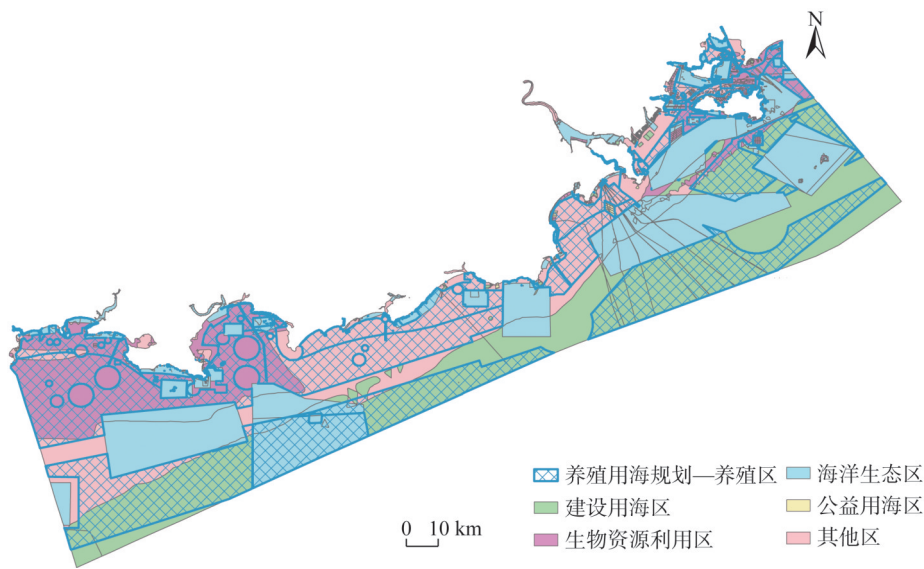 N
养殖用海规划—养殖区
海洋生态区
建设用海区
公益用海区
生物资源利用区
其他区
0 10 km